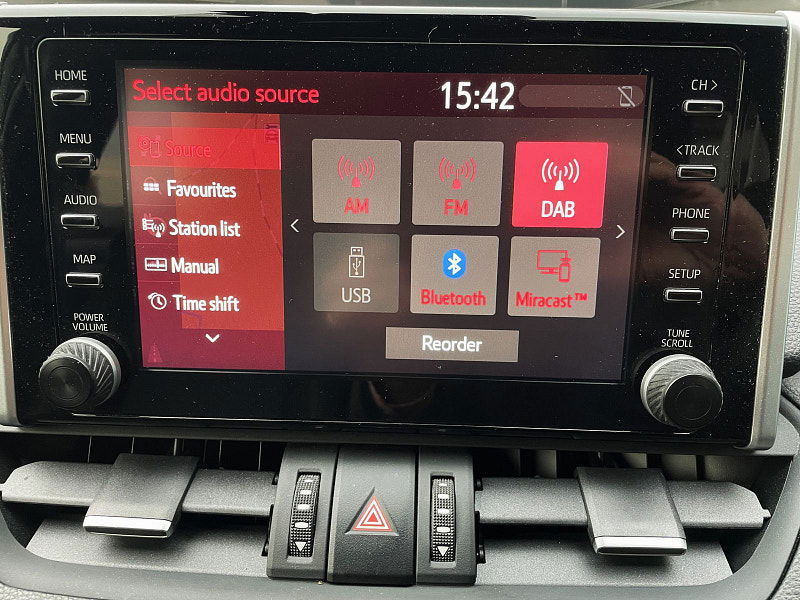 HOME
MENU
AUDIO
MAP
POWER
VOLUME
Select audio source
15:42
Source
Favourites
Station list
Manual
Time shift
AM
FM
DAB
USB
Bluetooth
Miracast™
Reorder
CH >
<TRACK
PHONE
SETUP
TUNE
SCROLL